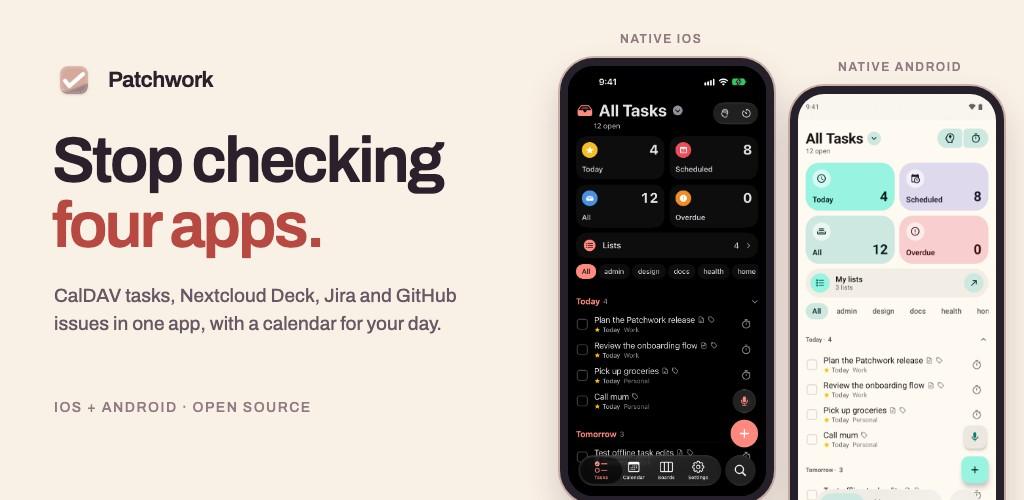 NATIVE IOS
NATIVE ANDROID
Patchwork
Stop checking
four apps.
CalDAV tasks, Nextcloud Deck, Jira and GitHub
issues in one app, with a calendar for your day.
IOS + ANDROID · OPEN SOURCE
9:41
All Tasks
12 open
4
Today
8
Scheduled
12
All
0
Overdue
Lists 4
All admin design docs health home
Today 4
Plan the Patchwork release
Today Work
Review the onboarding flow
Today Work
Pick up groceries
Today Personal
Call mum
Today Personal
Tomorrow 3
Test offline task edits
Tasks Calendar Boards Settings
9:41
All Tasks
12 open
Today 4
Scheduled 8
All 12
Overdue 0
My lists
3 lists
All admin design docs health hom
Today · 4
Plan the Patchwork release
Today Work
Review the onboarding flow
Today Work
Pick up groceries
Today Personal
Call mum
Today Personal
Tomorrow · 3